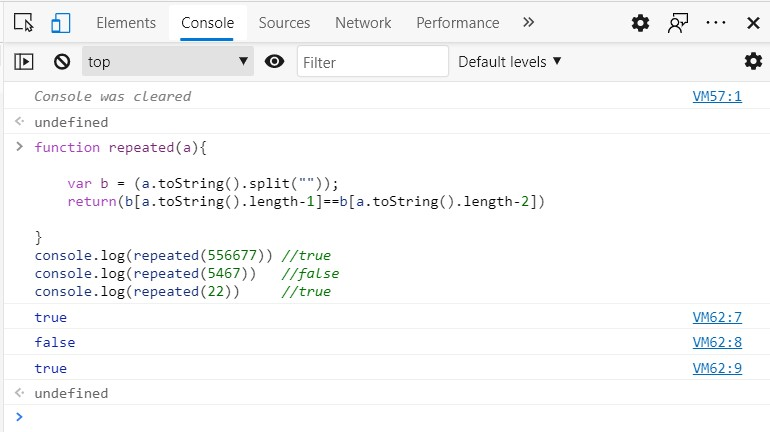 Elements Console Sources Network Performance »
top Filter Default levels
Console was cleared VM57:1
undefined
function repeated(a){
var b = (a.toString().split(""));
return(b[a.toString().length-1]==b[a.toString().length-2])
}
console.log(repeated(556677)) //true
console.log(repeated(5467)) //false
console.log(repeated(22)) //true
true VM62:7
false VM62:8
true VM62:9
undefined